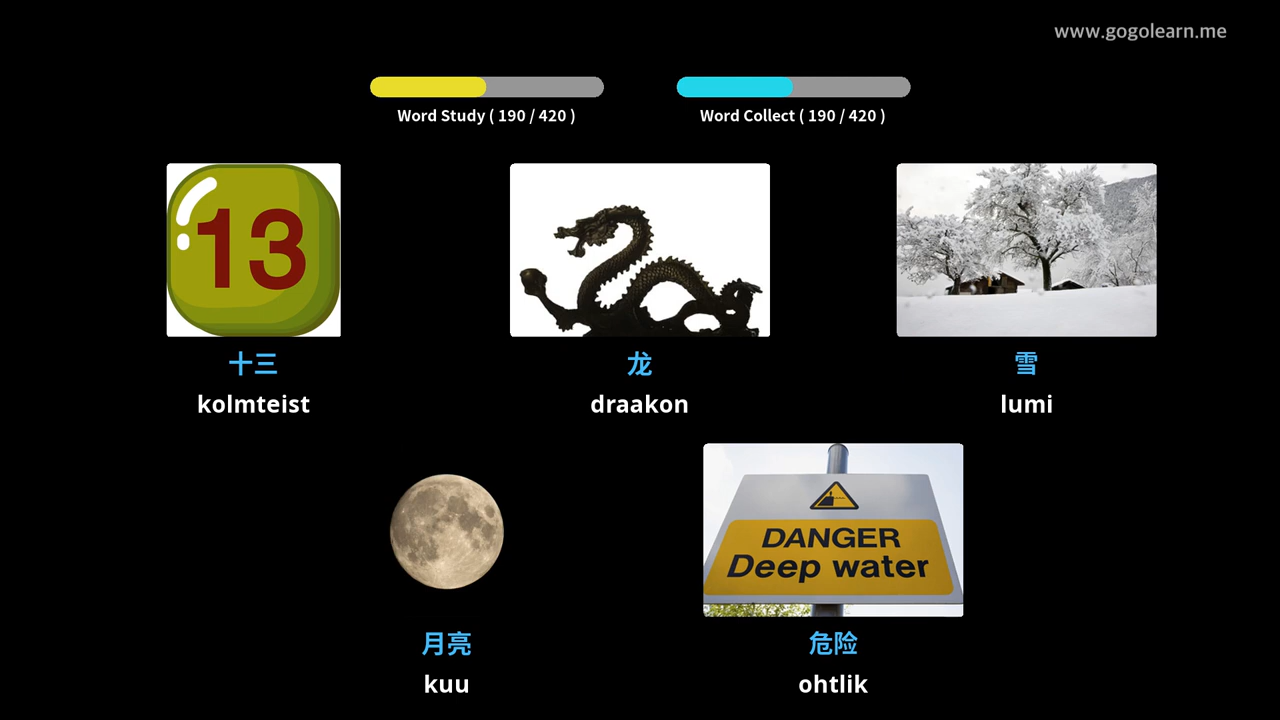 www.gogolearn.me
Word Study ( 190 / 420 )
Word Collect ( 190 / 420 )
13
十三
kolmteist
龙
draakon
雪
lumi
月亮
kuu
DANGER
Deep water
危险
ohtlik